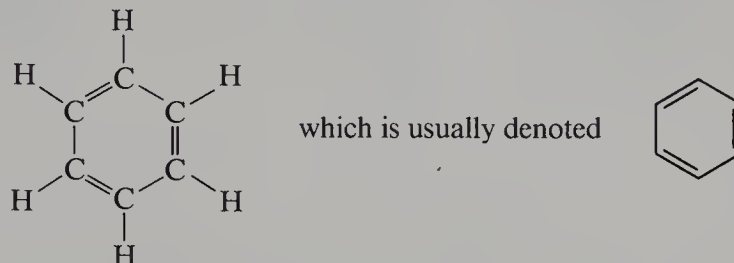 H
H C H
C C which is usually denoted
C C
H C H
H